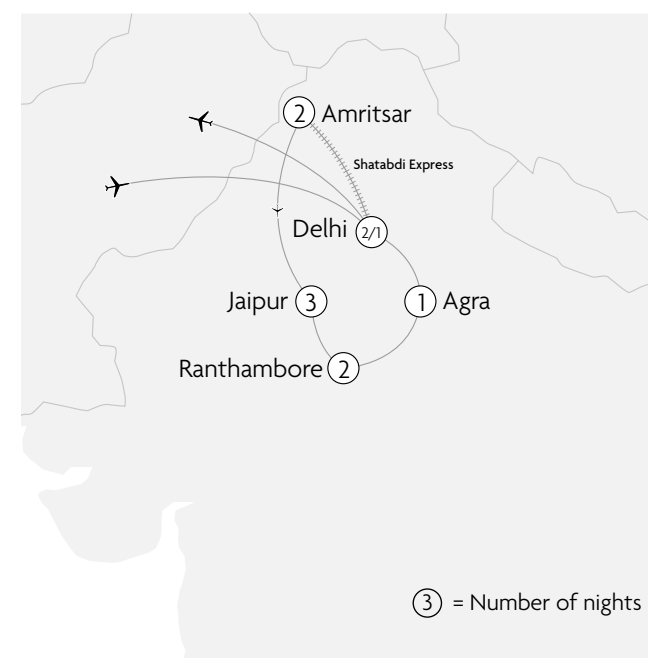 2 Amritsar
Shatabdi Express
Delhi 2/1
Jaipur 3
1 Agra
Ranthambore 2
3 = Number of nights